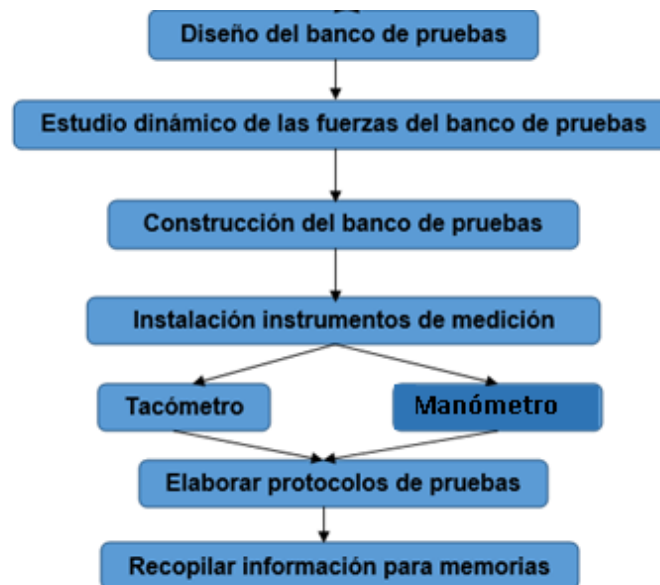 Diseño del banco de pruebas
Estudio dinámico de las fuerzas del banco de pruebas
Construcción del banco de pruebas
Instalación instrumentos de medición
Tacómetro
Manómetro
Elaborar protocolos de pruebas
Recopilar información para memorias